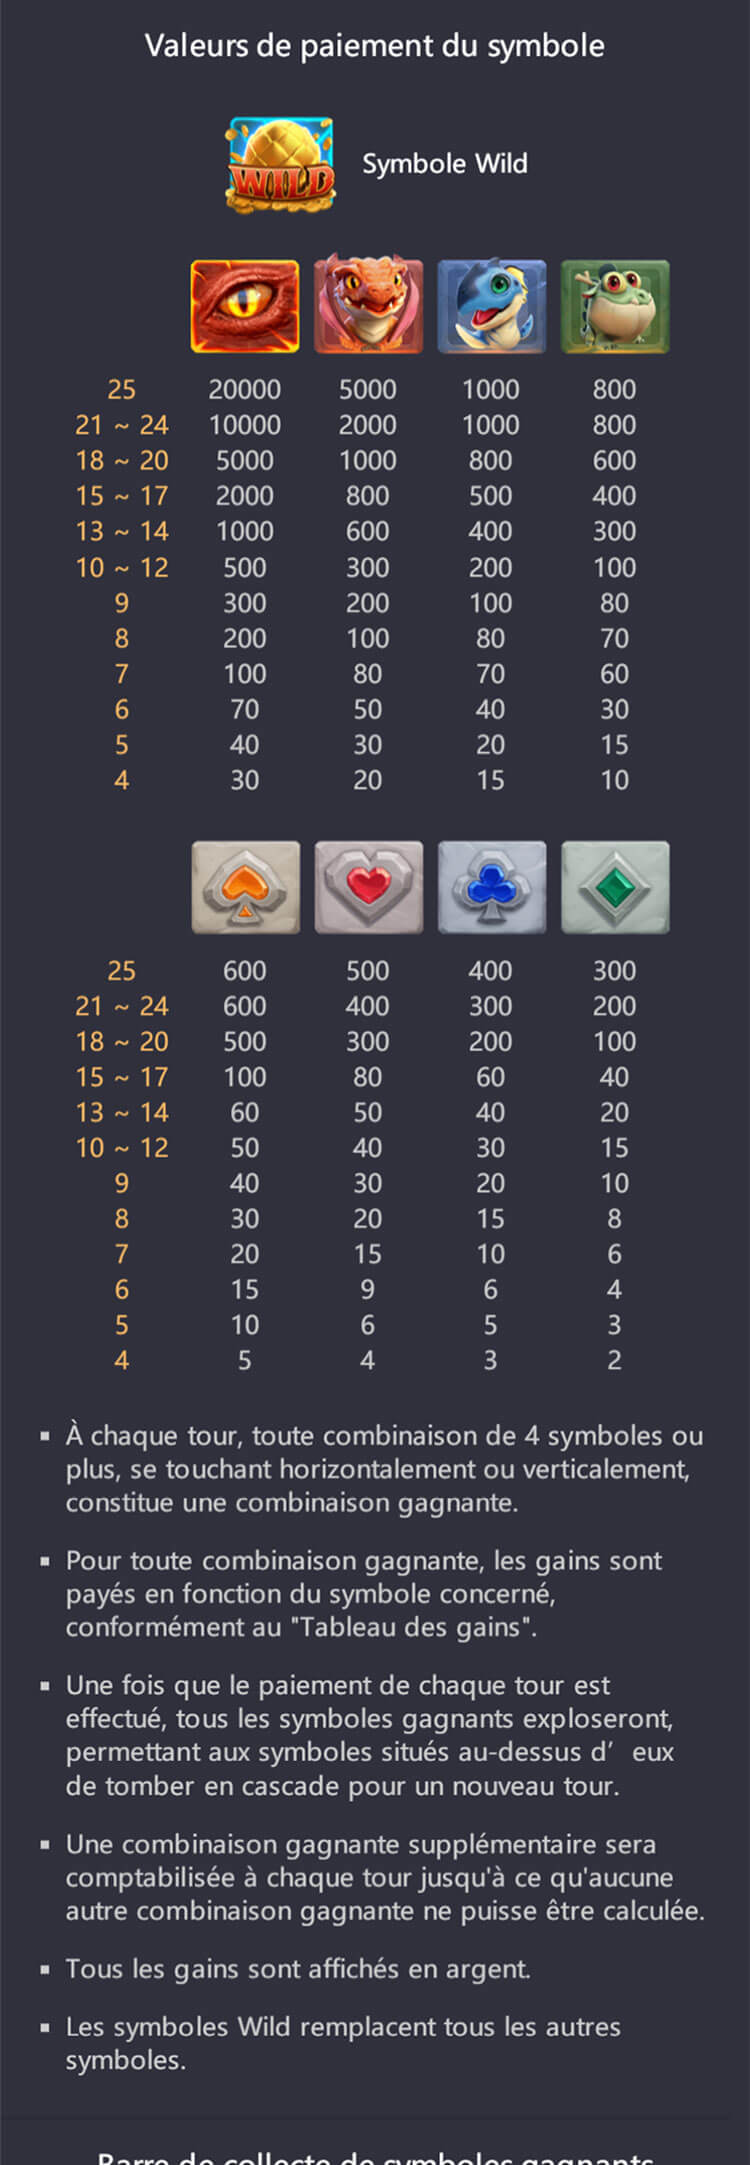 Valeurs de paiement du symbole
WILD
Symbole Wild
25 20000 5000 1000 800
21 ~ 24 10000 2000 1000 800
18 ~ 20 5000 1000 800 600
15 ~ 17 2000 800 500 400
13 ~ 14 1000 600 400 300
10 ~ 12 500 300 200 100
9 300 200 100 80
8 200 100 80 70
7 100 80 70 60
6 70 50 40 30
5 40 30 20 15
4 30 20 15 10
25 600 500 400 300
21 ~ 24 600 400 300 200
18 ~ 20 500 300 200 100
15 ~ 17 100 80 60 40
13 ~ 14 60 50 40 20
10 ~ 12 50 40 30 15
9 40 30 20 10
8 30 20 15 8
7 20 15 10 6
6 15 9 6 4
5 10 6 5 3
4 5 4 3 2
▪ À chaque tour, toute combinaison de 4 symboles ou
plus, se touchant horizontalement ou verticalement,
constitue une combinaison gagnante.
▪ Pour toute combinaison gagnante, les gains sont
payés en fonction du symbole concerné,
conformément au "Tableau des gains".
▪ Une fois que le paiement de chaque tour est
effectué, tous les symboles gagnants exploseront,
permettant aux symboles situés au-dessus d’ eux
de tomber en cascade pour un nouveau tour.
▪ Une combinaison gagnante supplémentaire sera
comptabilisée à chaque tour jusqu'à ce qu'aucune
autre combinaison gagnante ne puisse être calculée.
▪ Tous les gains sont affichés en argent.
▪ Les symboles Wild remplacent tous les autres
symboles.
Barre de collecte de symboles gagnants